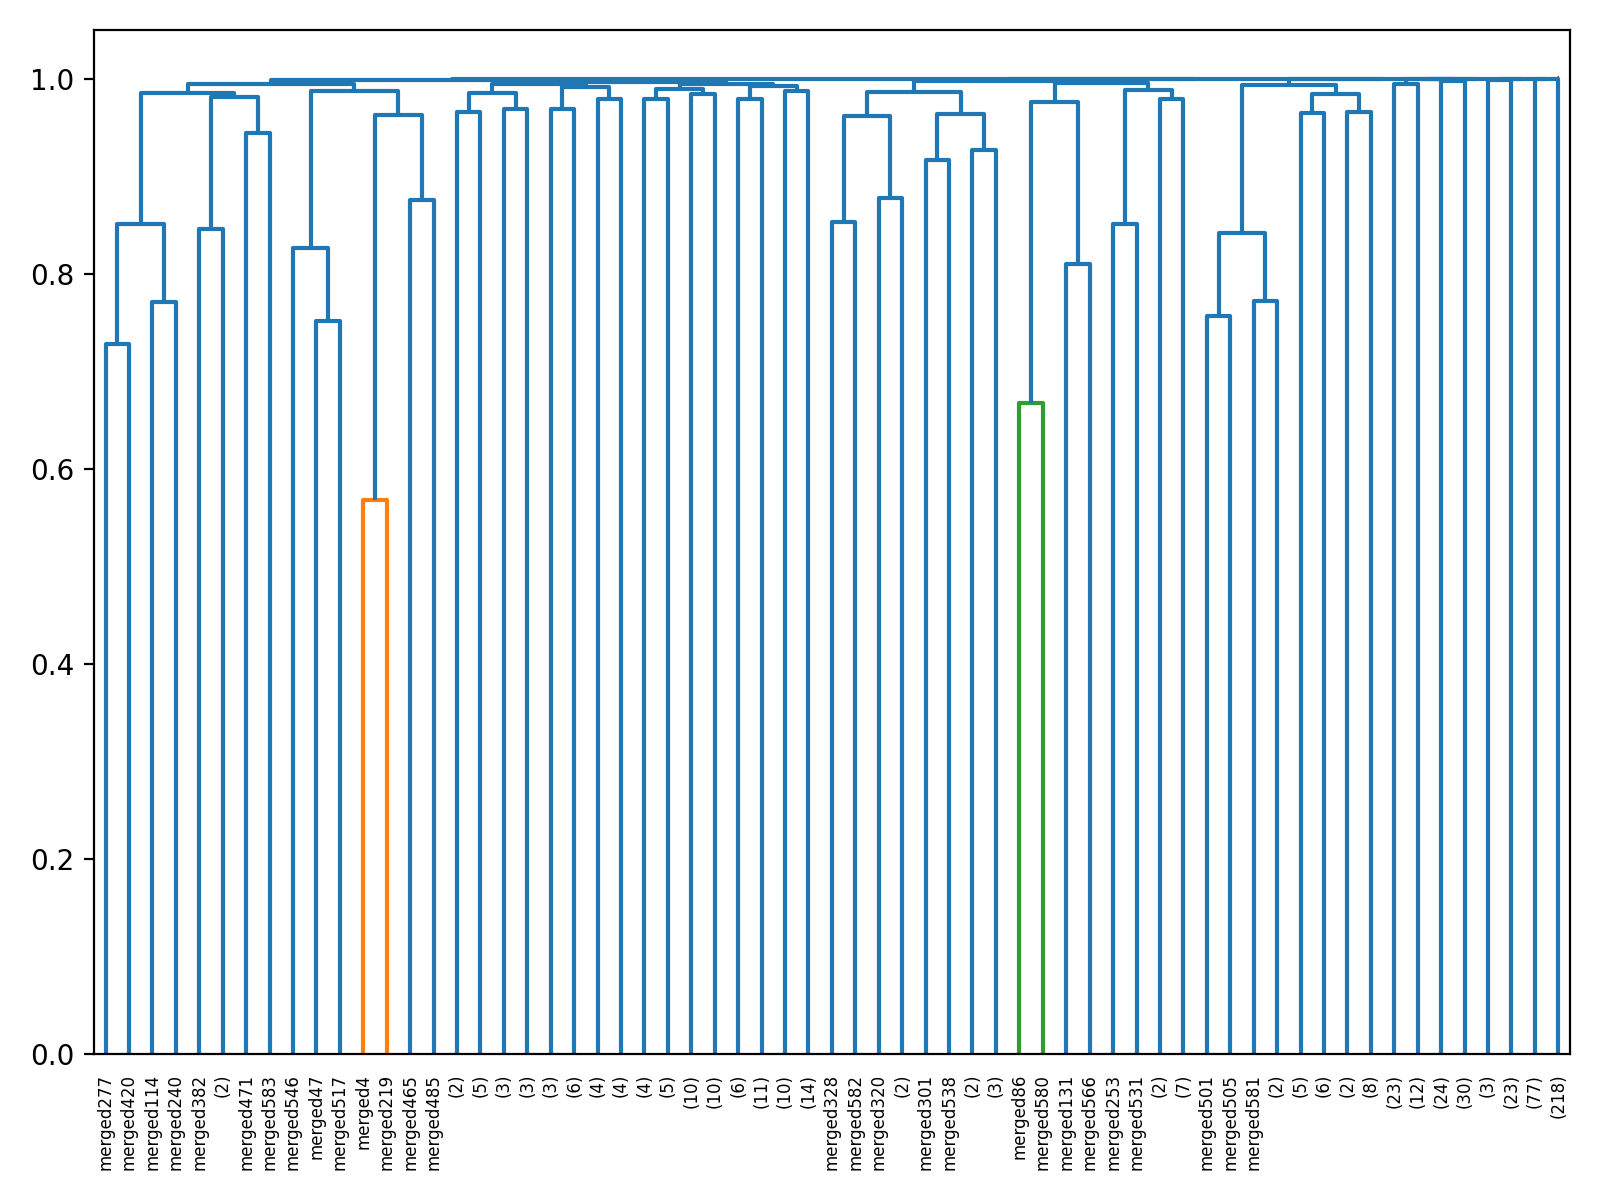 1.0
0.8
0.6
0.4
0.2
0.0
merged277
merged420
merged114
merged240
merged382
(2)
merged471
merged583
merged546
merged47
merged517
merged4
merged219
merged465
merged485
(2)
(5)
(3)
(3)
(3)
(6)
(4)
(4)
(4)
(5)
(10)
(10)
(6)
(11)
(10)
(14)
merged328
merged582
merged320
(2)
merged301
merged538
(2)
(3)
merged86
merged580
merged131
merged566
merged253
merged531
(2)
(7)
merged501
merged505
merged581
(2)
(5)
(6)
(2)
(8)
(23)
(12)
(24)
(30)
(3)
(23)
(77)
(218)